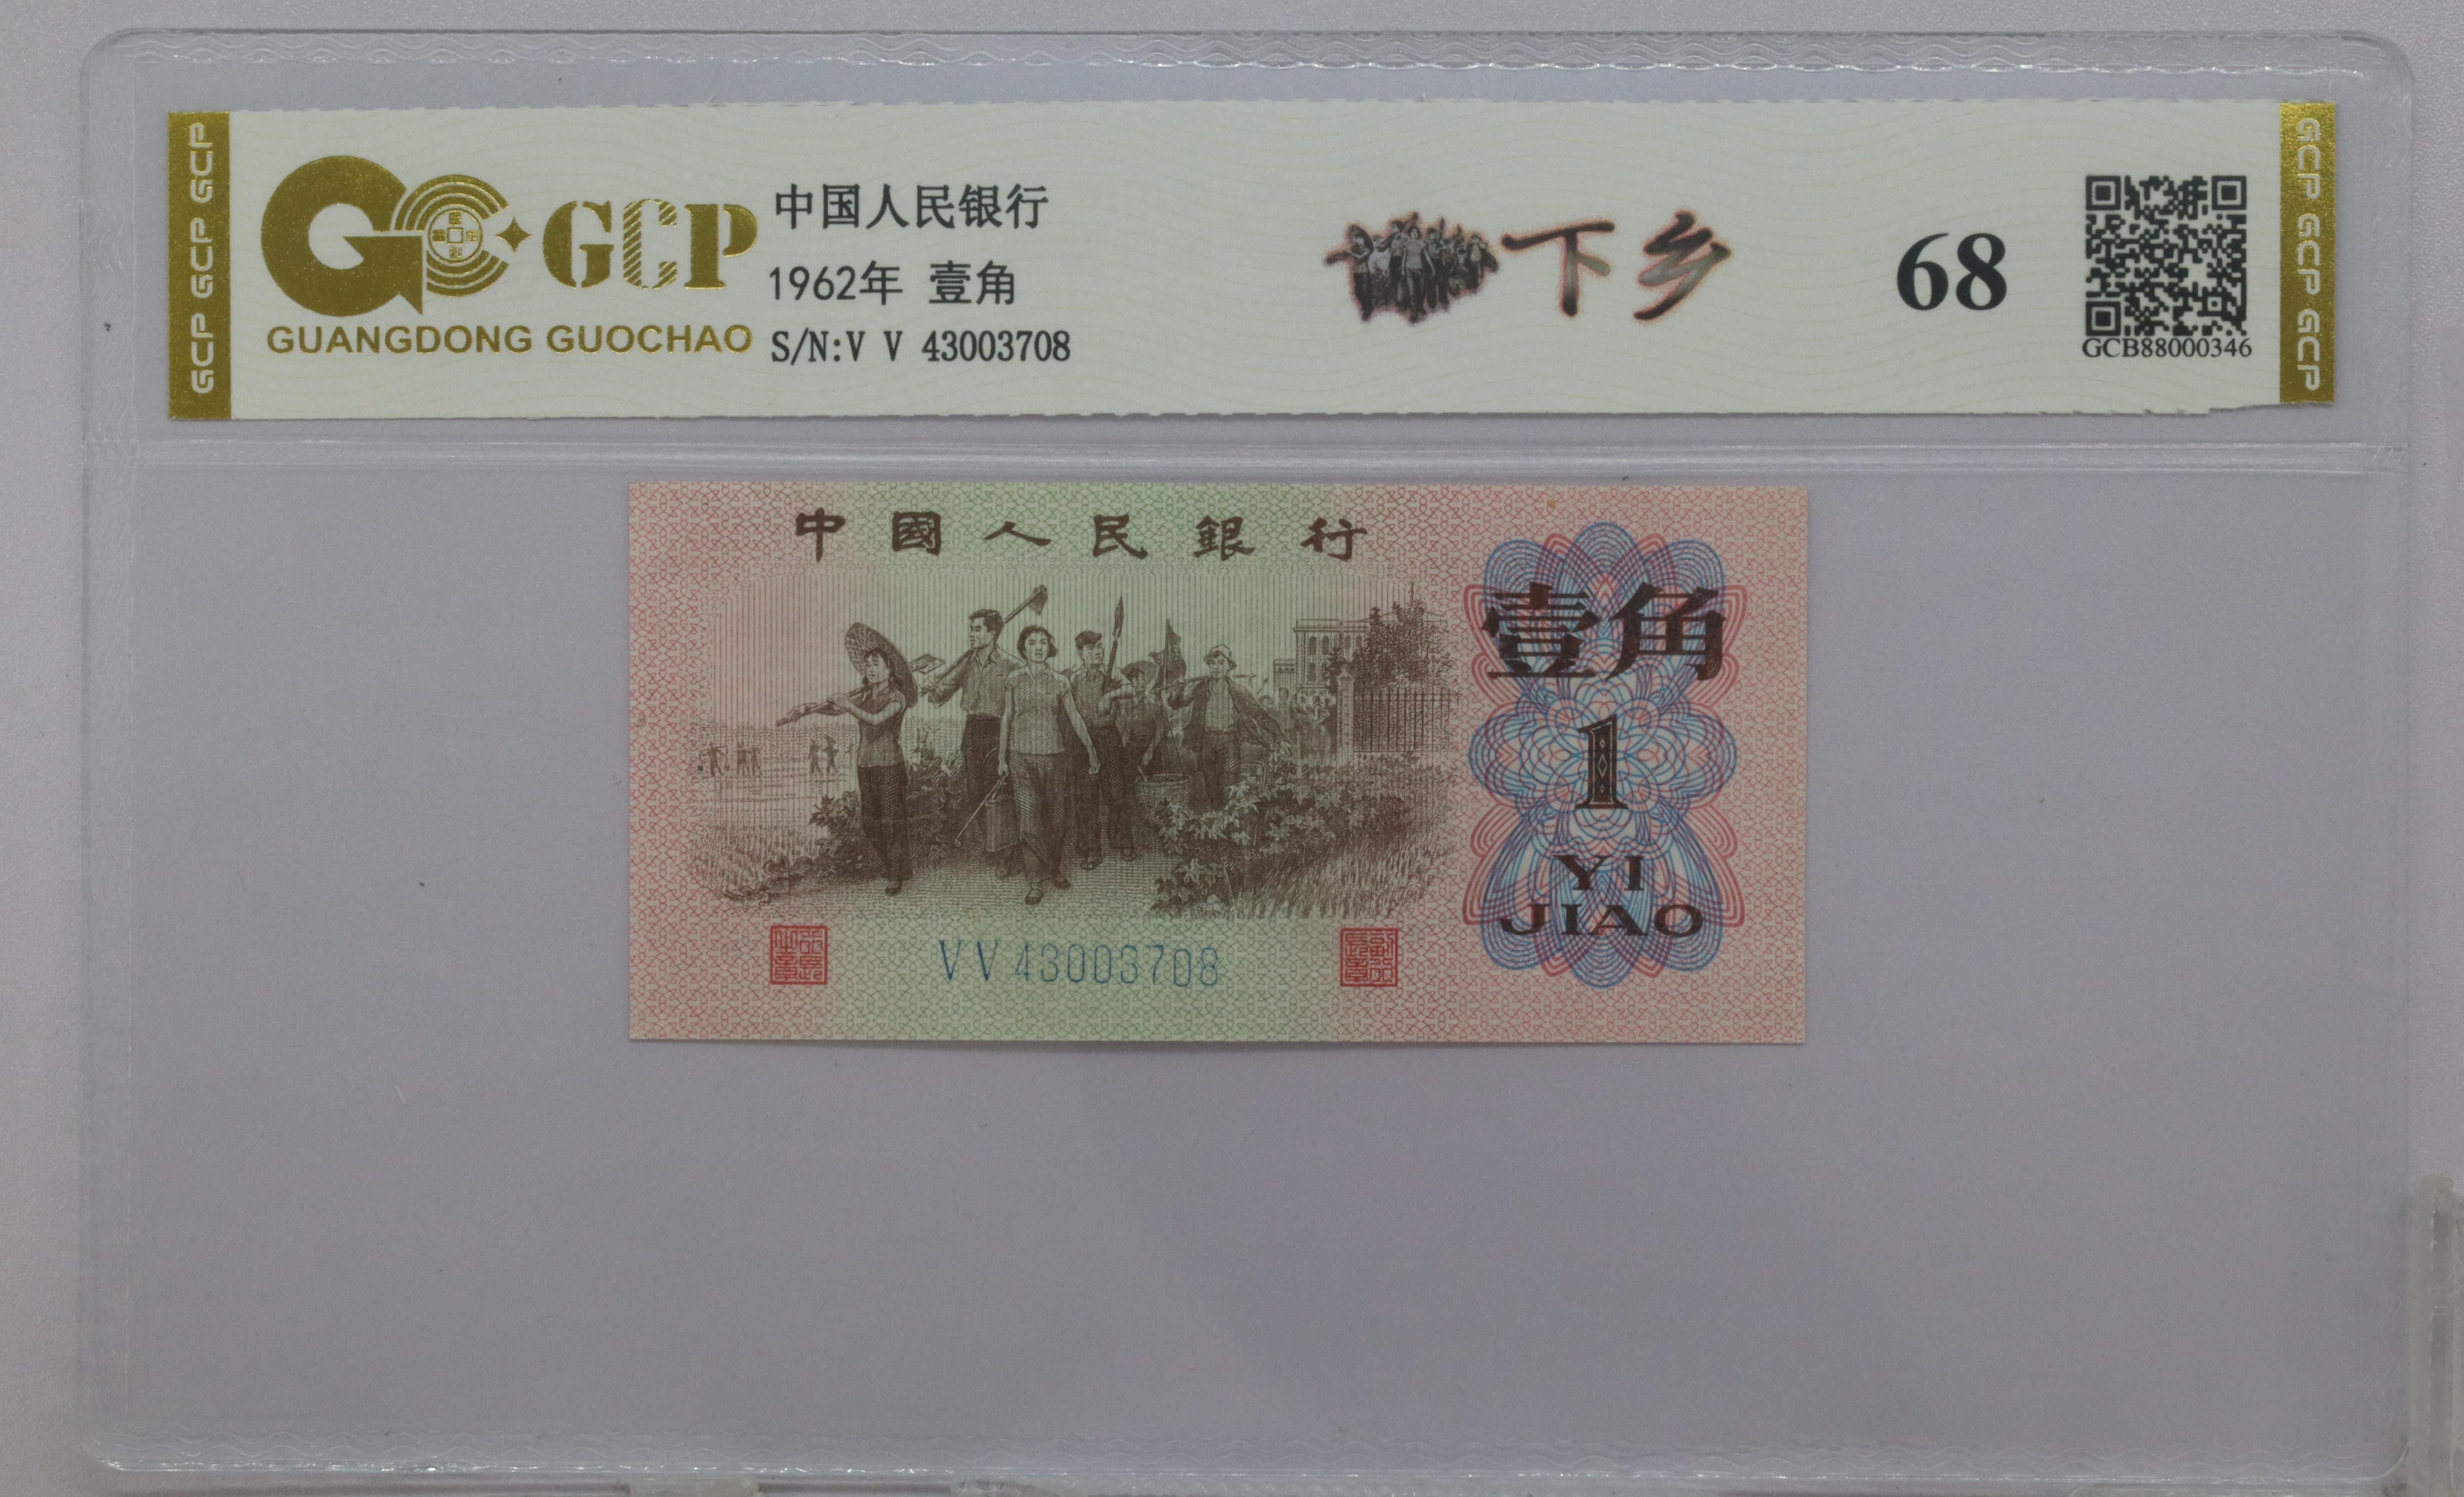 GCP GCP GCP
GCP
GUANGDONG GUOCHAO
中国人民银行
1962年 壹角
S/N:V V 43003708
下乡
68
GCB88000346
GCP GCP GCP
中國人民銀行
壹角
1
YI
JIAO
VV 43003708